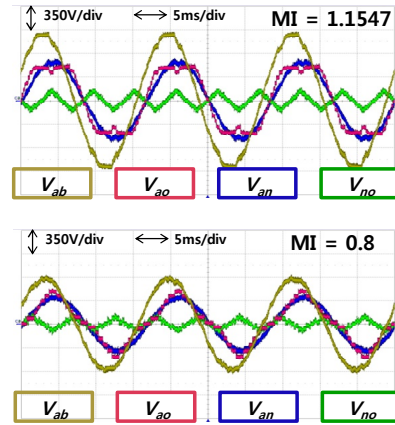 350V/div 5ms/div MI = 1.1547
Vab Vao Van Vno
350V/div 5ms/div MI = 0.8
Vab Vao Van Vno